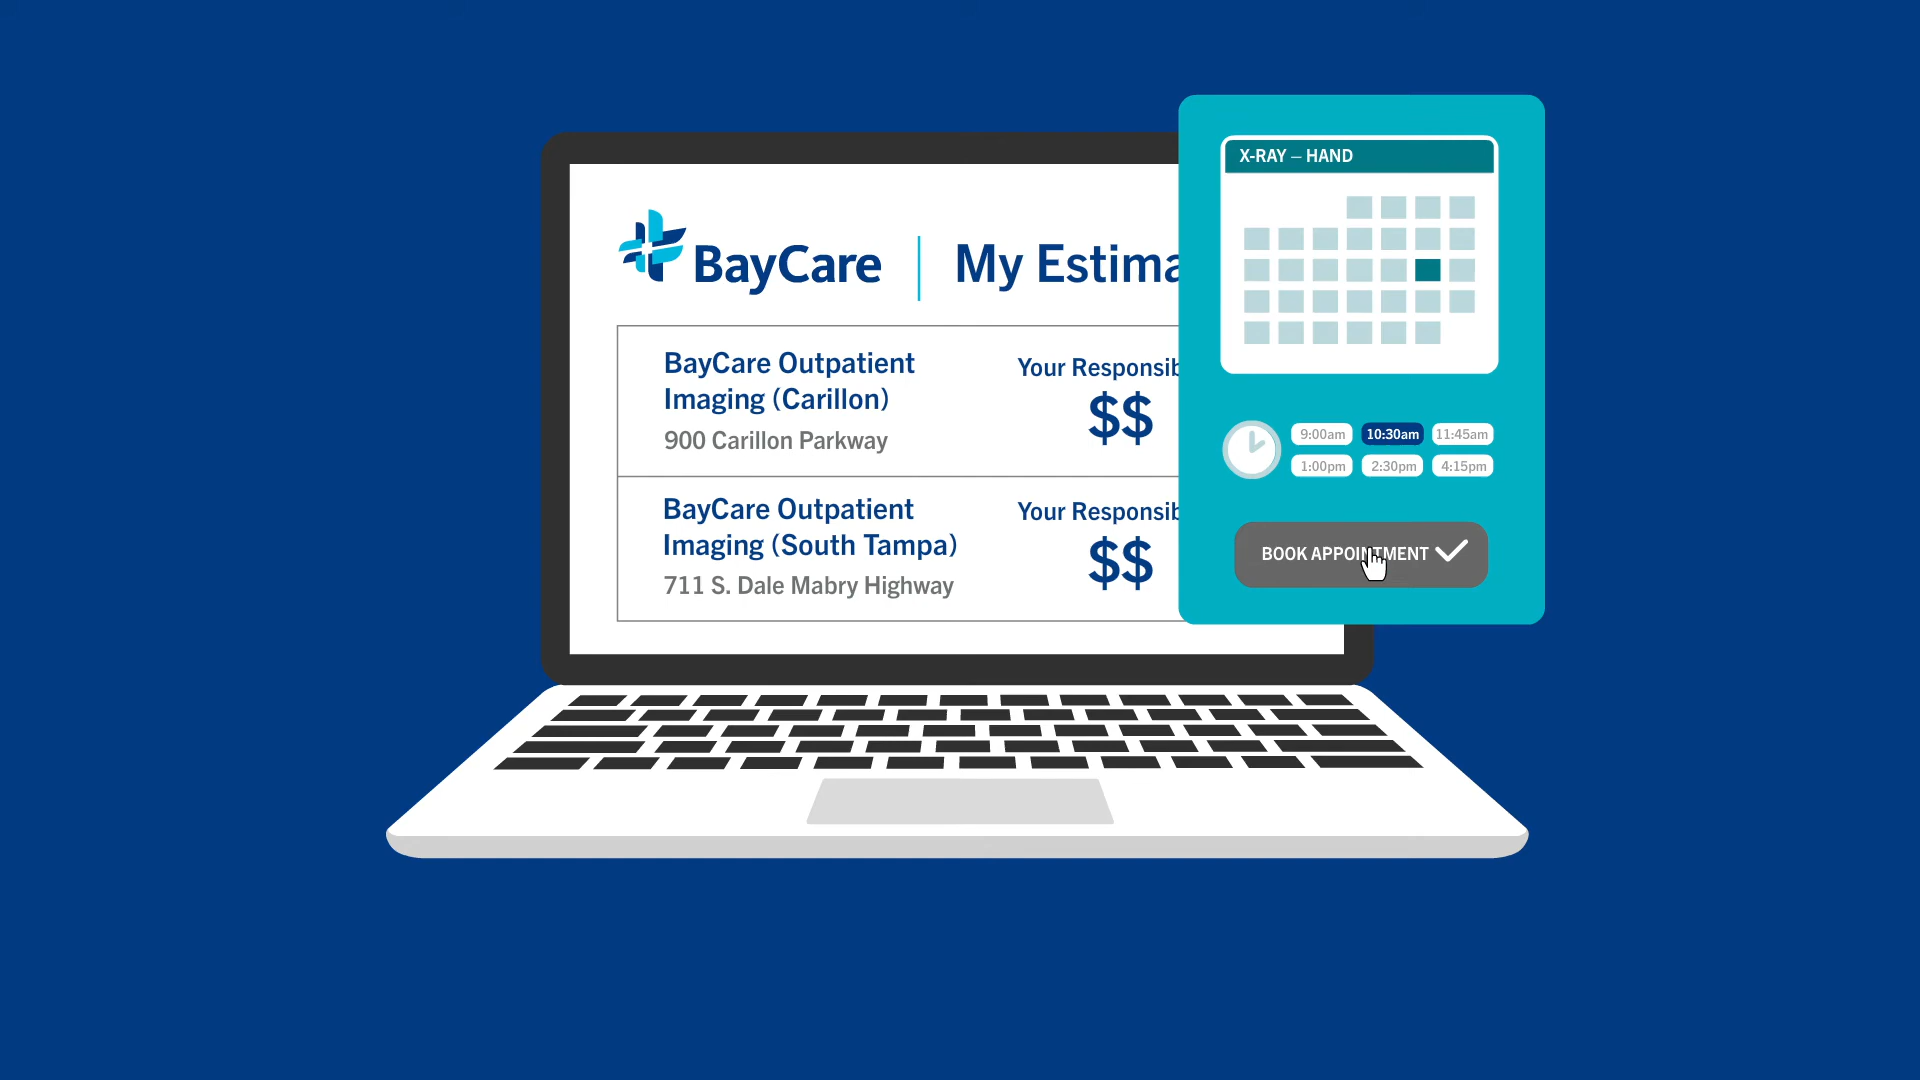 BayCare
My Estima
BayCare Outpatient
Imaging (Carillon)
900 Carillon Parkway
Your Responsib
$$
BayCare Outpatient
Imaging (South Tampa)
711 S. Dale Mabry Highway
Your Responsib
$$
X-RAY – HAND
9:00am 10:30am 11:45am
1:00pm 2:30pm 4:15pm
BOOK APPOINTMENT